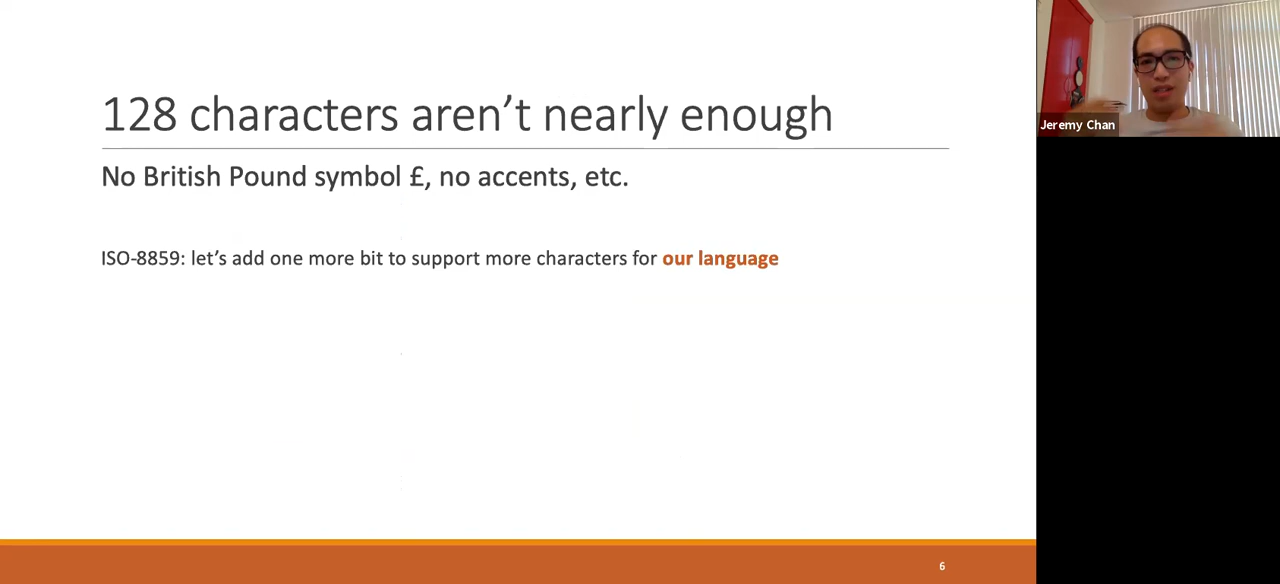 128 characters aren’t nearly enough
No British Pound symbol £, no accents, etc.
ISO-8859: let’s add one more bit to support more characters for our language
6
Jeremy Chan